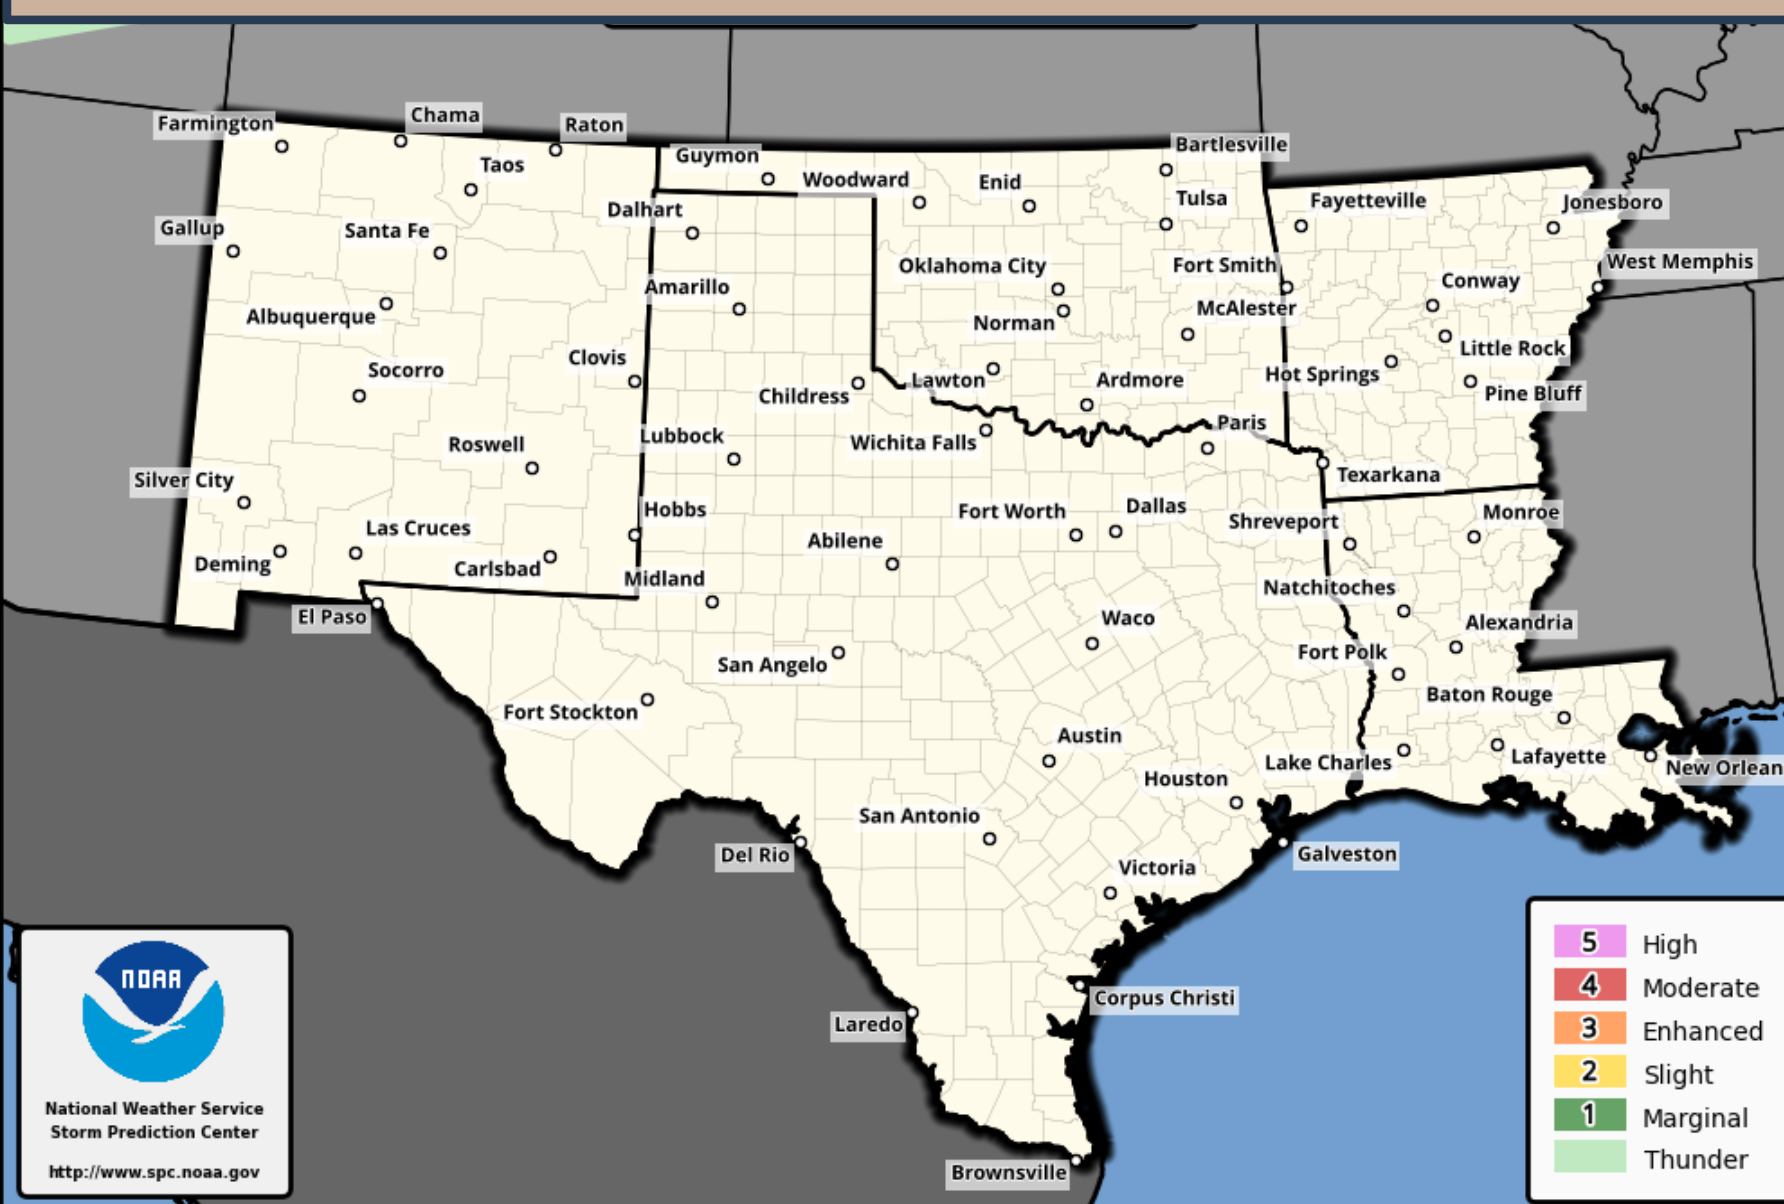 Chama
Farmington
Raton
Bartlesville
Guymon
Taos
Woodward
Enid
Tulsa
Fayetteville
Jonesboro
Dalhart
Gallup
Santa Fe
West Memphis
Oklahoma City
Fort Smith
Conway
Amarillo
McAlester
Albuquerque
Norman
Little Rock
Clovis
Socorro
Hot Springs
Lawton
Ardmore
Pine Bluff
Childress
Paris
Lubbock
Wichita Falls
Roswell
Texarkana
Silver City
Hobbs
Fort Worth
Dallas
Monroe
Shreveport
Las Cruces
Abilene
Deming
Carlsbad
Midland
Natchitoches
El Paso
Waco
Alexandria
Fort Polk
San Angelo
Baton Rouge
Fort Stockton
Austin
Lafayette
Lake Charles
New Orlean
Houston
San Antonio
Del Rio
Galveston
Victoria
Corpus Christi
Laredo
Brownsville
NOAA
National Weather Service
Storm Prediction Center
http://www.spc.noaa.gov
5 High
4 Moderate
3 Enhanced
2 Slight
1 Marginal
Thunder